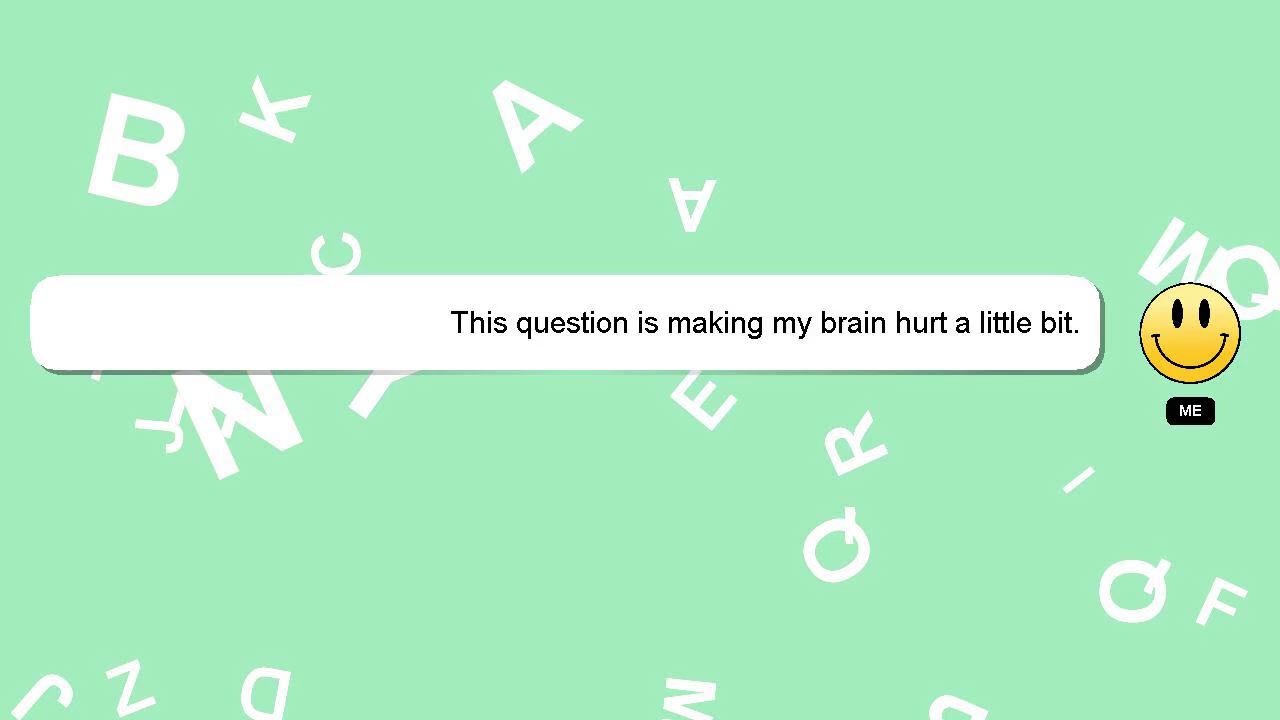 B
K
A
A
C
M
Q
This question is making my brain hurt a little bit.
ME
J
A
N
Y
E
R
I
Q
Q
F
J
Z
D
M